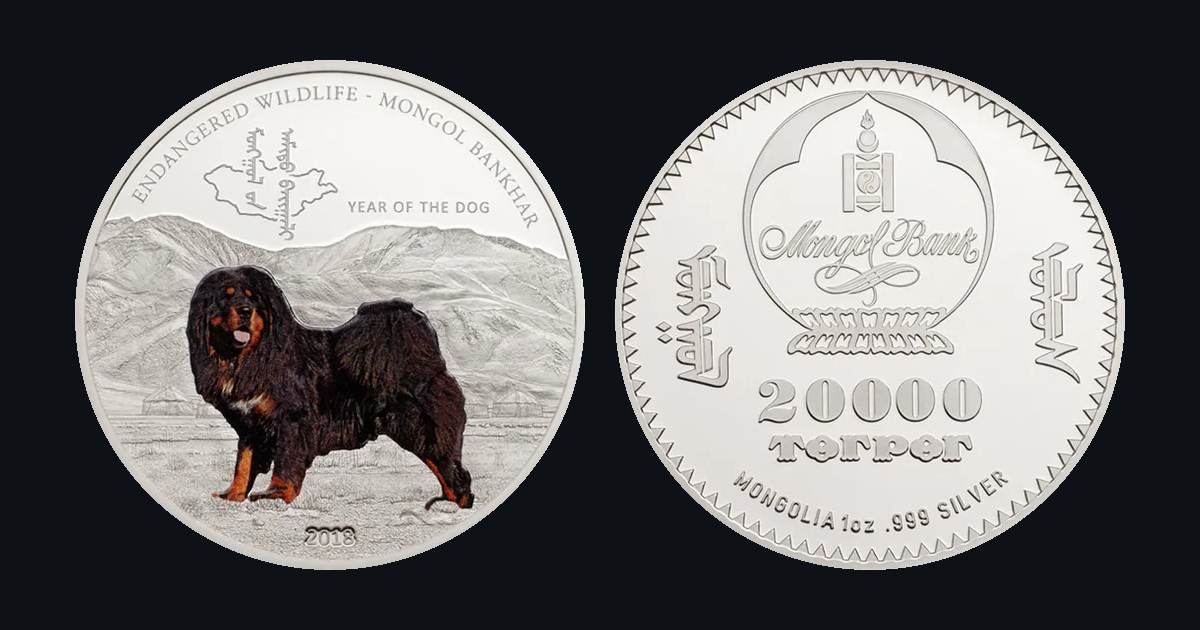 ENDANGERED WILDLIFE - MONGOL BANKHAR
YEAR OF THE DOG
2018
Mongol Bank
20000
төгрөг
MONGOLIA 1oz .999 SILVER